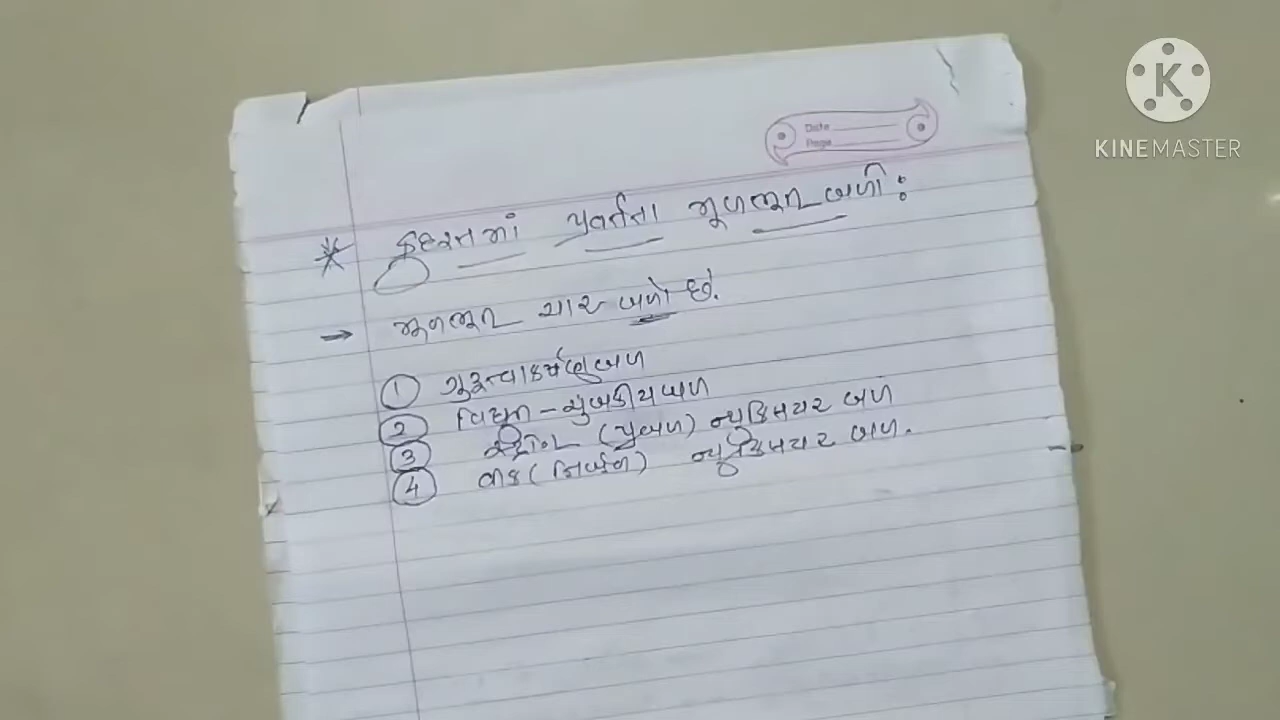 KINEMASTER
Date
Page
* કુદરતમાં પ્રવર્તતા મૂળભૂત બળો :
→ મૂળભૂત ચાર બળો છે.
① ગુરુત્વાકર્ષણબળ
② વિદ્યુત - ચુંબકીય બળ
③ સ્ટ્રોંગ (પ્રબળ) ન્યુક્લિયર બળ
④ વીક (નિર્બળ) ન્યુક્લિયર બળ.